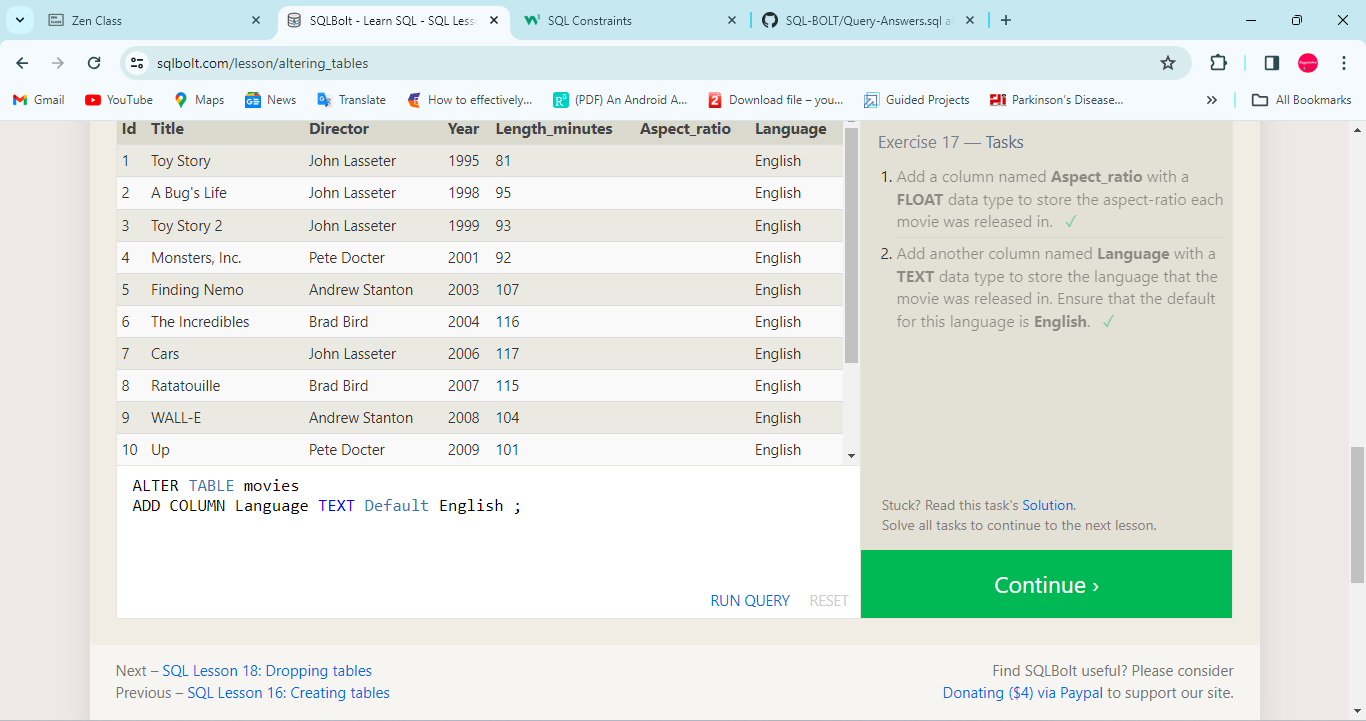 Zen Class
SQLBolt - Learn SQL - SQL Less
SQL Constraints
SQL-BOLT/Query-Answers.sql a
sqlbolt.com/lesson/altering_tables
Gmail YouTube Maps News Translate How to effectively... (PDF) An Android A... Download file – you... Guided Projects Parkinson's Disease... » All Bookmarks
Id Title Director Year Length_minutes Aspect_ratio Language
1 Toy Story John Lasseter 1995 81 English
2 A Bug's Life John Lasseter 1998 95 English
3 Toy Story 2 John Lasseter 1999 93 English
4 Monsters, Inc. Pete Docter 2001 92 English
5 Finding Nemo Andrew Stanton 2003 107 English
6 The Incredibles Brad Bird 2004 116 English
7 Cars John Lasseter 2006 117 English
8 Ratatouille Brad Bird 2007 115 English
9 WALL-E Andrew Stanton 2008 104 English
10 Up Pete Docter 2009 101 English
ALTER TABLE movies
ADD COLUMN Language TEXT Default English ;
RUN QUERY RESET
Exercise 17 — Tasks
1. Add a column named Aspect_ratio with a
FLOAT data type to store the aspect-ratio each
movie was released in. ✓
2. Add another column named Language with a
TEXT data type to store the language that the
movie was released in. Ensure that the default
for this language is English. ✓
Stuck? Read this task's Solution.
Solve all tasks to continue to the next lesson.
Continue ›
Next – SQL Lesson 18: Dropping tables
Previous – SQL Lesson 16: Creating tables
Find SQLBolt useful? Please consider
Donating ($4) via Paypal to support our site.